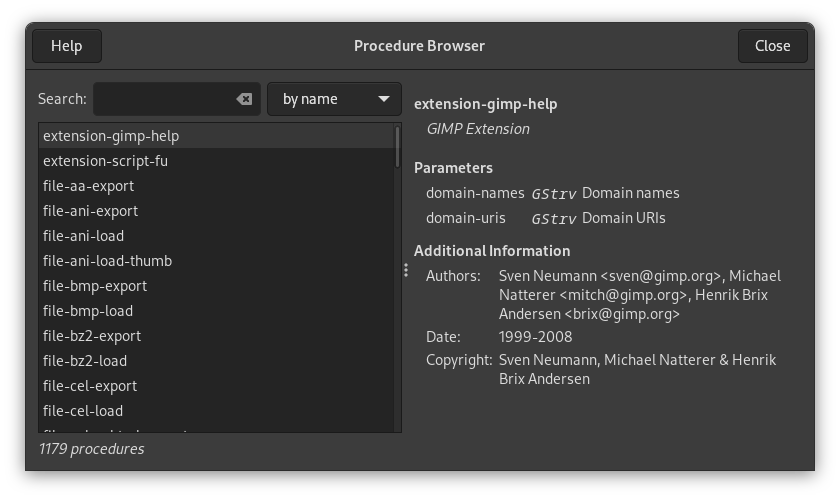 Help
Procedure Browser
Close
Search:
by name
extension-gimp-help
extension-script-fu
file-aa-export
file-ani-export
file-ani-load
file-ani-load-thumb
file-bmp-export
file-bmp-load
file-bz2-export
file-bz2-load
file-cel-export
file-cel-load
1179 procedures
extension-gimp-help
GIMP Extension
Parameters
domain-names GStrv Domain names
domain-uris GStrv Domain URIs
Additional Information
Authors: Sven Neumann <sven@gimp.org>, Michael
Natterer <mitch@gimp.org>, Henrik Brix
Andersen <brix@gimp.org>
Date: 1999-2008
Copyright: Sven Neumann, Michael Natterer & Henrik
Brix Andersen